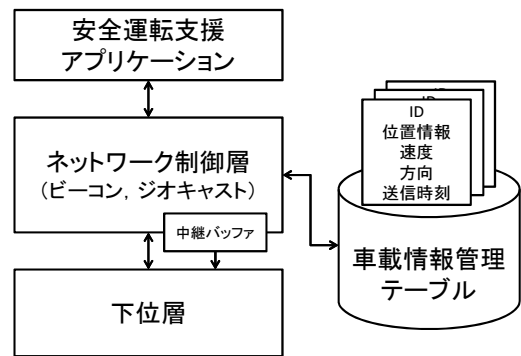 安全運転支援
アプリケーション
ネットワーク制御層
(ビーコン，ジオキャスト)
中継バッファ
下位層
ID
位置情報
速度
方向
送信時刻
車載情報管理
テーブル